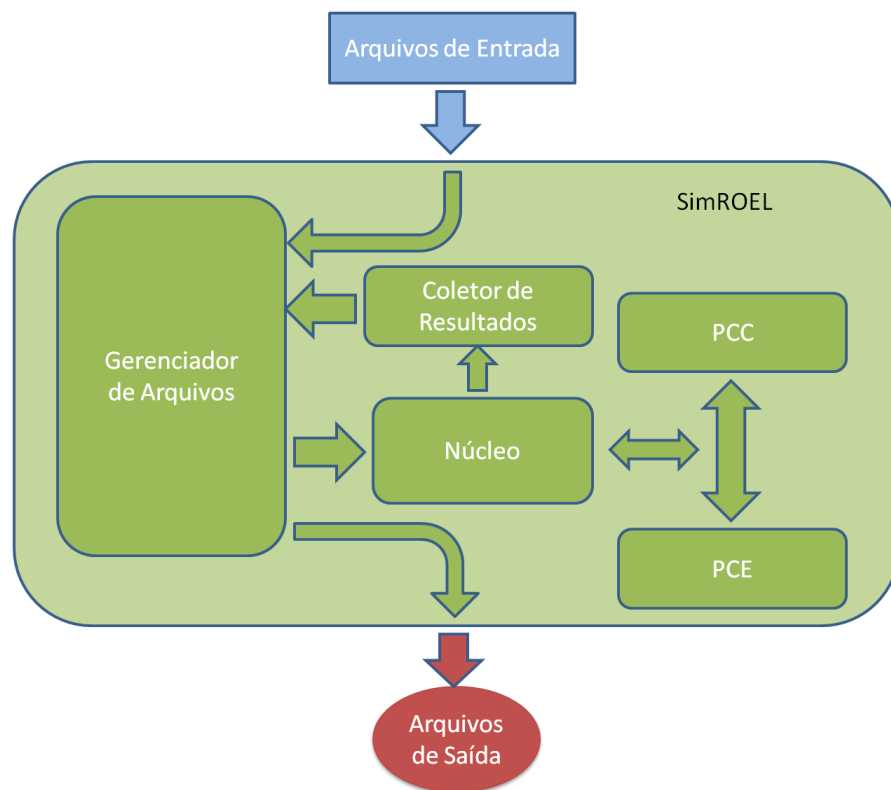 Arquivos de Entrada
SimROEL
Coletor de
Resultados
PCC
Gerenciador
de Arquivos
Núcleo
PCE
Arquivos
de Saída